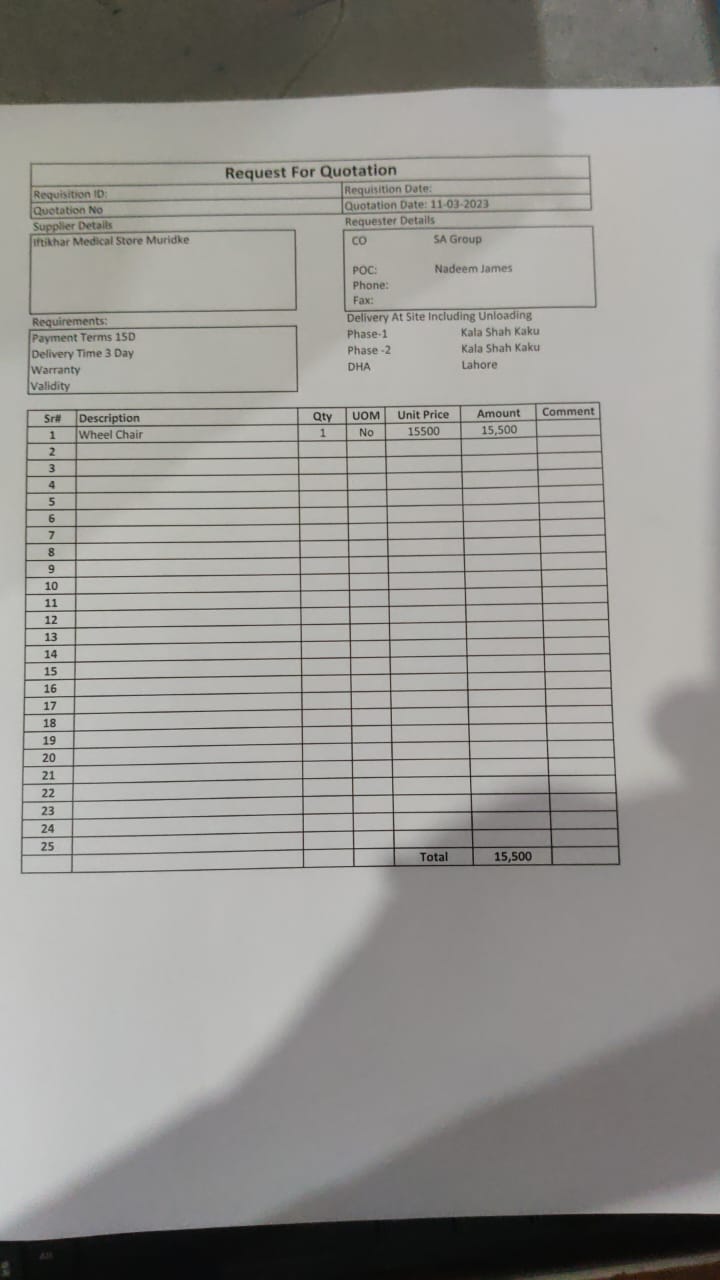 Request For Quotation
Requisition ID:
Requisition Date:
Quotation No
Quotation Date: 11-03-2023
Supplier Details
Requester Details
Iftikhar Medical Store Muridke
CO SA Group
POC: Nadeem James
Phone:
Fax:
Requirements:
Delivery At Site Including Unloading
Payment Terms 15D
Phase-1 Kala Shah Kaku
Delivery Time 3 Day
Phase -2 Kala Shah Kaku
Warranty
DHA Lahore
Validity
Sr# Description Qty UOM Unit Price Amount Comment
1 Wheel Chair 1 No 15500 15,500
2
3
4
5
6
7
8
9
10
11
12
13
14
15
16
17
18
19
20
21
22
23
24
25
Total 15,500
Alt